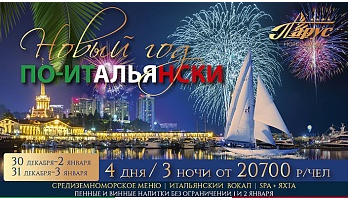 Новый год
ПО-ИТАЛЬЯНСКИ
Парус
30 ДЕКАБРЯ-2 ЯНВАРЯ
31 ДЕКАБРЯ-3 ЯНВАРЯ
4 ДНЯ/3 НОЧИ ОТ 20700 Р/ЧЕЛ
СРЕДИЗЕМНОМОРСКОЕ МЕНЮ | ИТАЛЬЯНСКИЙ ВОКАЛ | SPA + ЯХТА
ПЕННЫЕ И ВИННЫЕ НАПИТКИ БЕЗ ОГРАНИЧЕНИЙ 1 И 2 ЯНВАРЯ